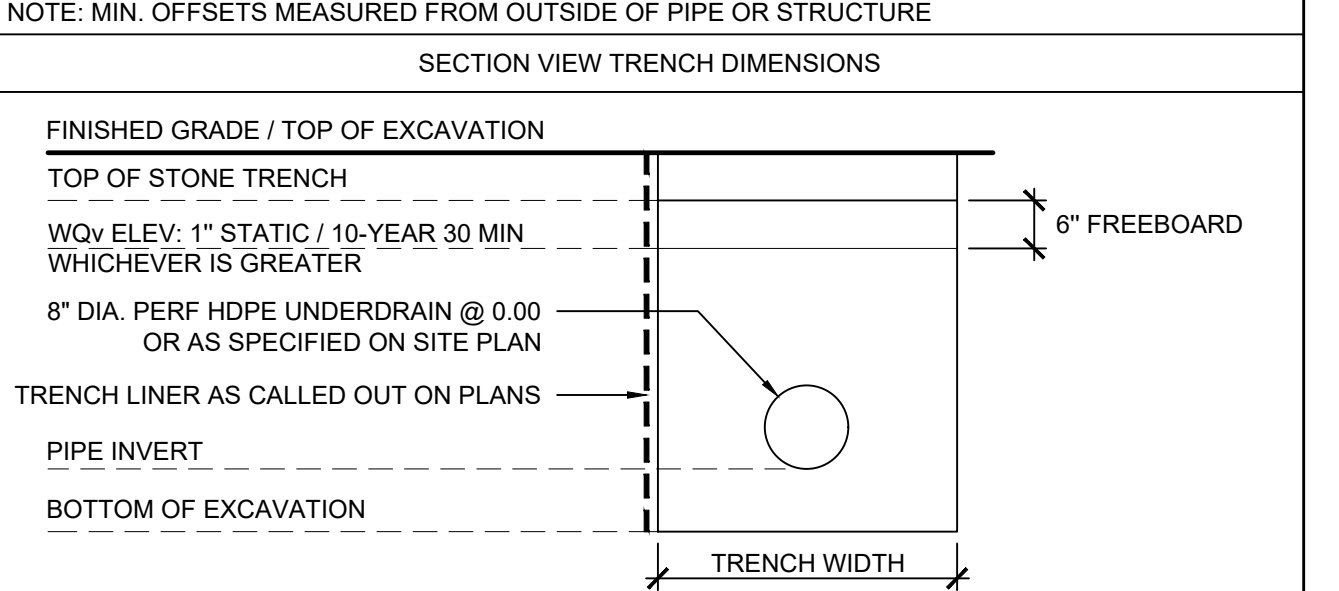 NOTE: MIN. OFFSETS MEASURED FROM OUTSIDE OF PIPE OR STRUCTURE
SECTION VIEW TRENCH DIMENSIONS
FINISHED GRADE / TOP OF EXCAVATION
TOP OF STONE TRENCH
WQv ELEV: 1" STATIC / 10-YEAR 30 MIN
WHICHEVER IS GREATER
6" FREEBOARD
8" DIA. PERF HDPE UNDERDRAIN @ 0.00
OR AS SPECIFIED ON SITE PLAN
TRENCH LINER AS CALLED OUT ON PLANS
PIPE INVERT
BOTTOM OF EXCAVATION
TRENCH WIDTH